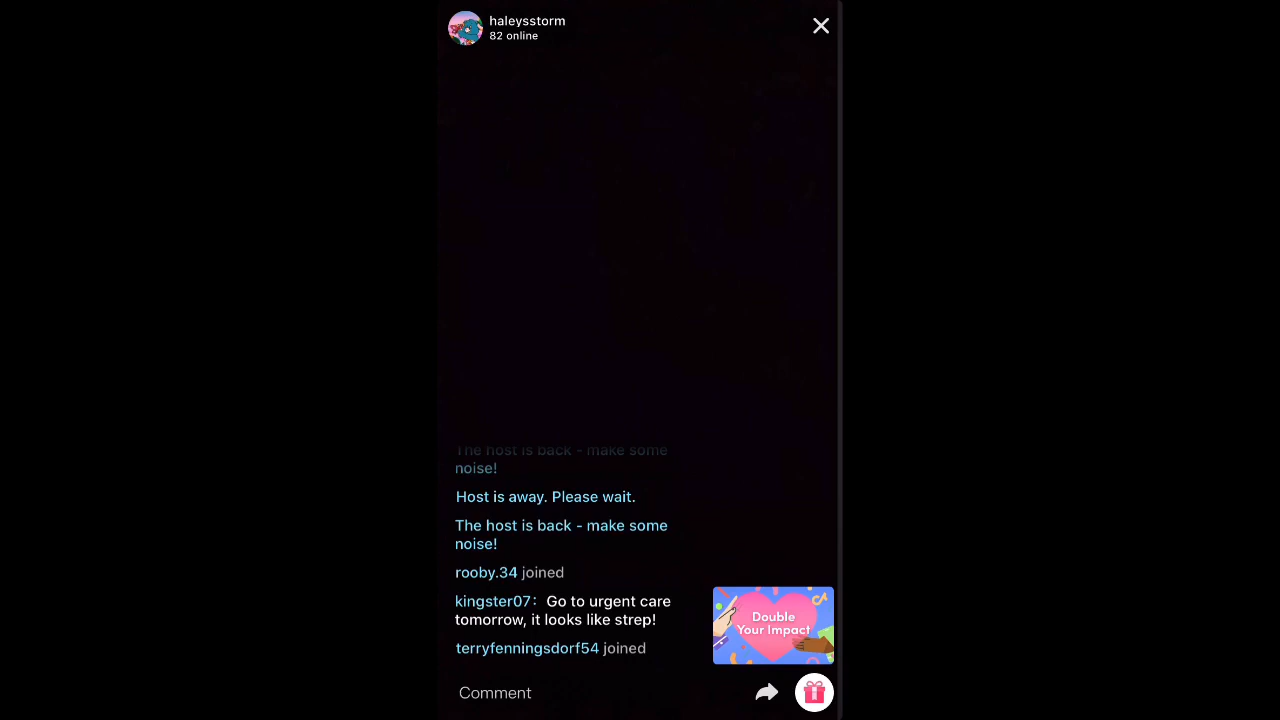 haleysstorm
82 online
The host is back - make some
noise!
Host is away. Please wait.
The host is back - make some
noise!
rooby.34 joined
kingster07: Go to urgent care
tomorrow, it looks like strep!
terryfenningsdorf54 joined
Double
Your Impact
Comment